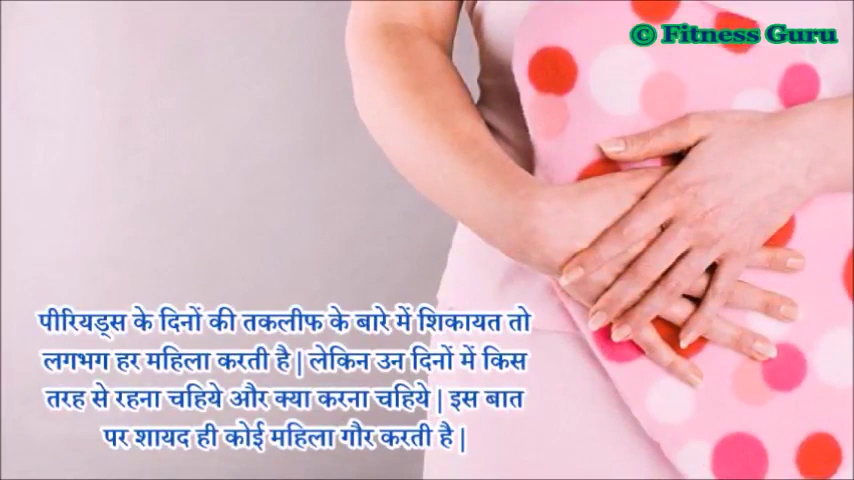 © Fitness Guru
पीरियड्स के दिनों की तकलीफ के बारे में शिकायत तो
लगभग हर महिला करती है | लेकिन उन दिनों में किस
तरह से रहना चहिये और क्या करना चहिये | इस बात
पर शायद ही कोई महिला गौर करती है |